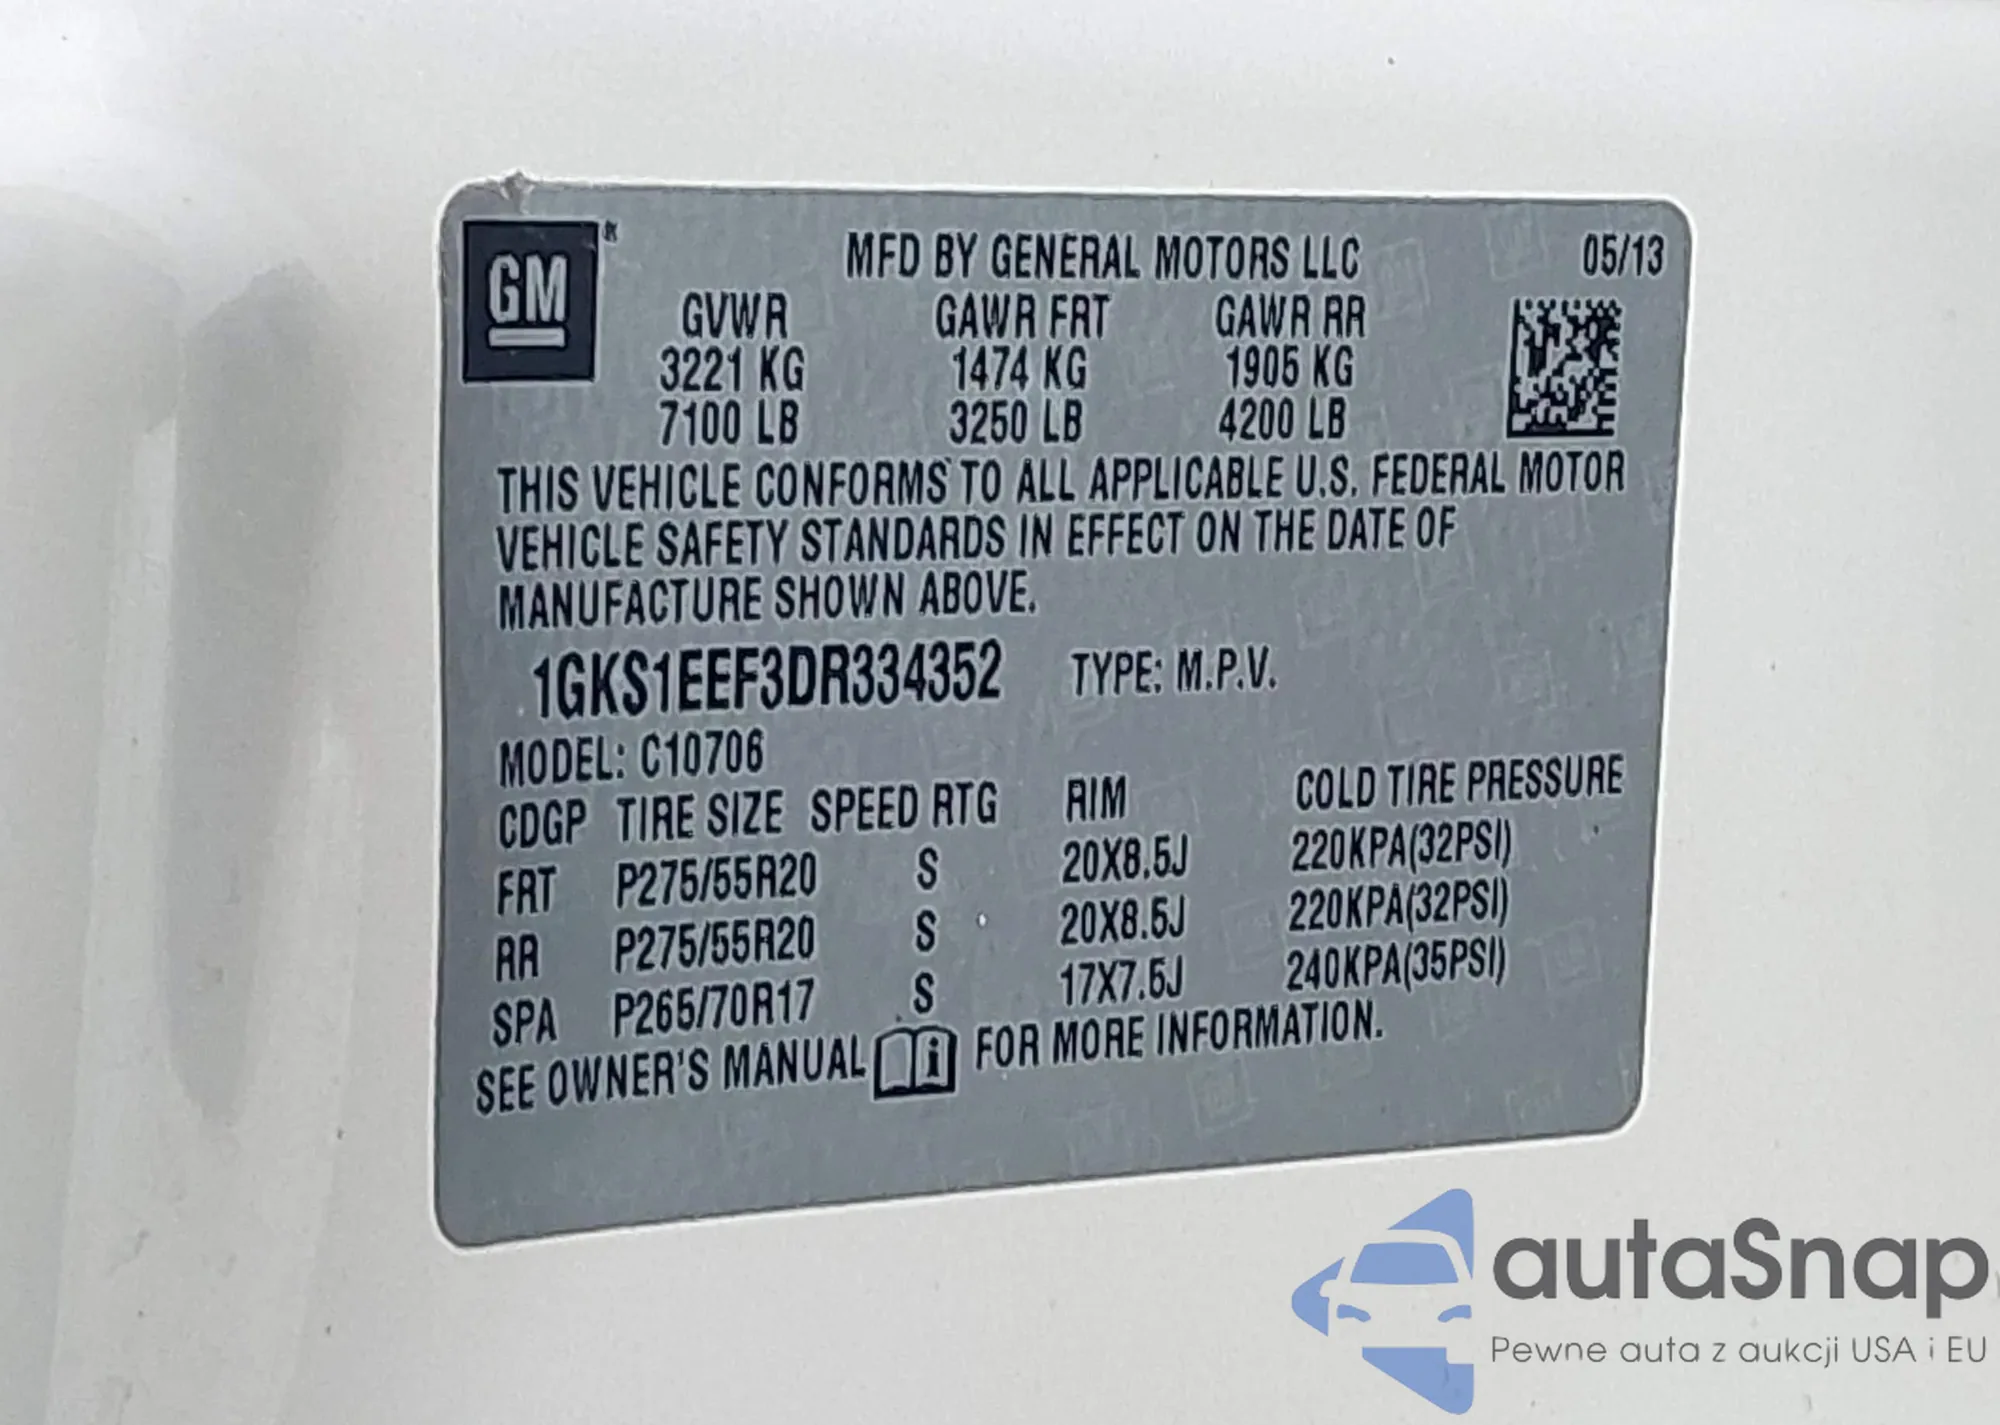 GM
MFD BY GENERAL MOTORS LLC 05/13
GVWR GAWR FRT GAWR RR
3221 KG 1474 KG 1905 KG
7100 LB 3250 LB 4200 LB
THIS VEHICLE CONFORMS TO ALL APPLICABLE U.S. FEDERAL MOTOR
VEHICLE SAFETY STANDARDS IN EFFECT ON THE DATE OF
MANUFACTURE SHOWN ABOVE.
1GKS1EEF3DR334352 TYPE: M.P.V.
MODEL: C10706
CDGP TIRE SIZE SPEED RTG RIM COLD TIRE PRESSURE
FRT P275/55R20 S 20X8.5J 220KPA(32PSI)
RR P275/55R20 S 20X8.5J 220KPA(32PSI)
SPA P265/70R17 S 17X7.5J 240KPA(35PSI)
SEE OWNER'S MANUAL i FOR MORE INFORMATION.
autaSnap
Pewne auta z aukcji USA i EU